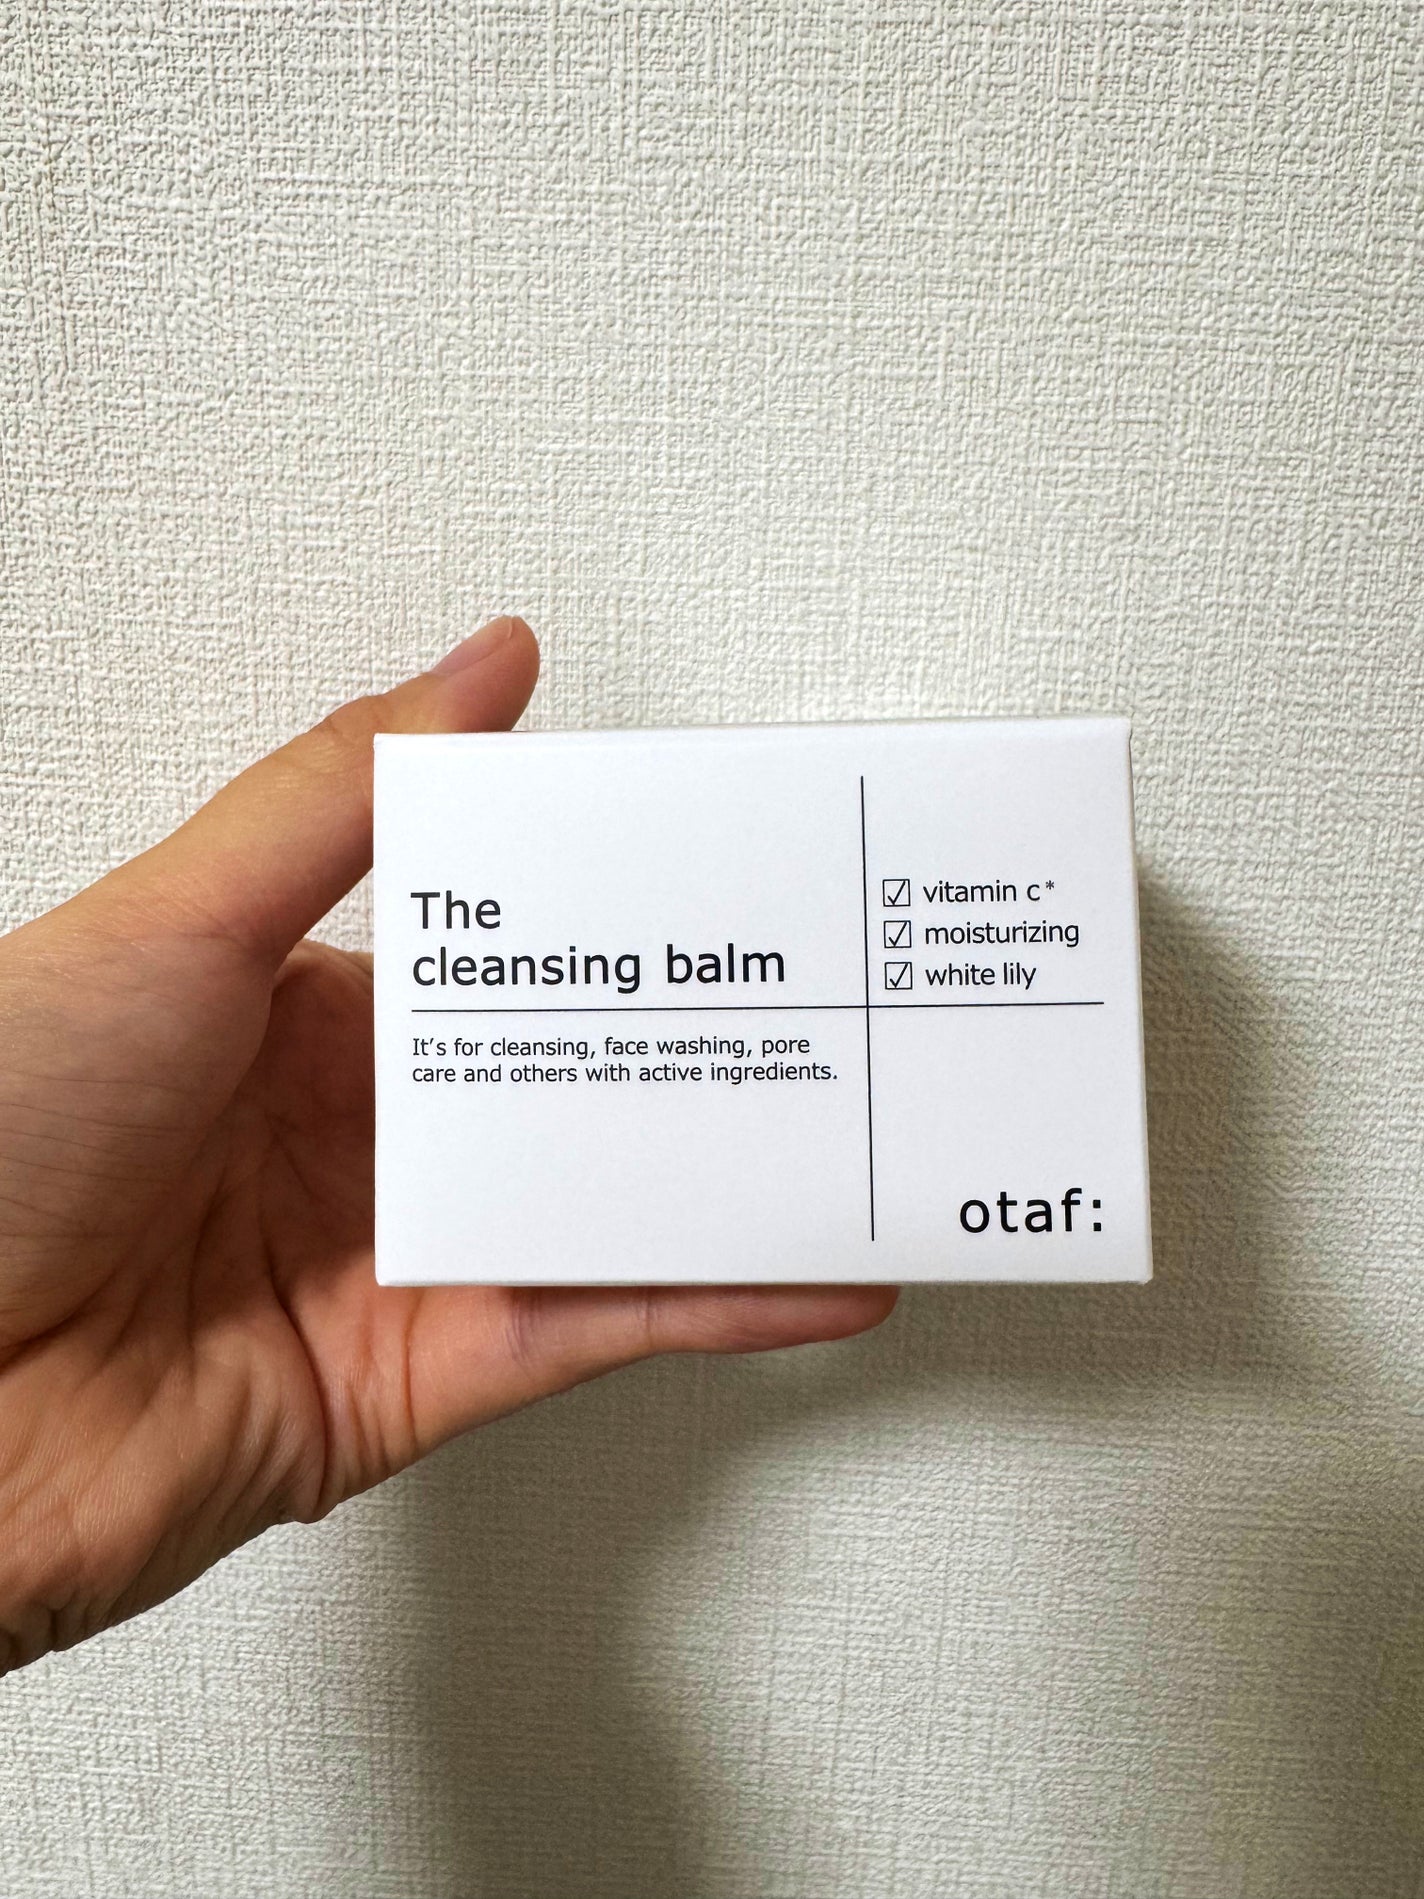 The
cleansing balm
It’s for cleansing, face washing, pore
care and others with active ingredients.
☑ vitamin c*
☑ moisturizing
☑ white lily
otaf: